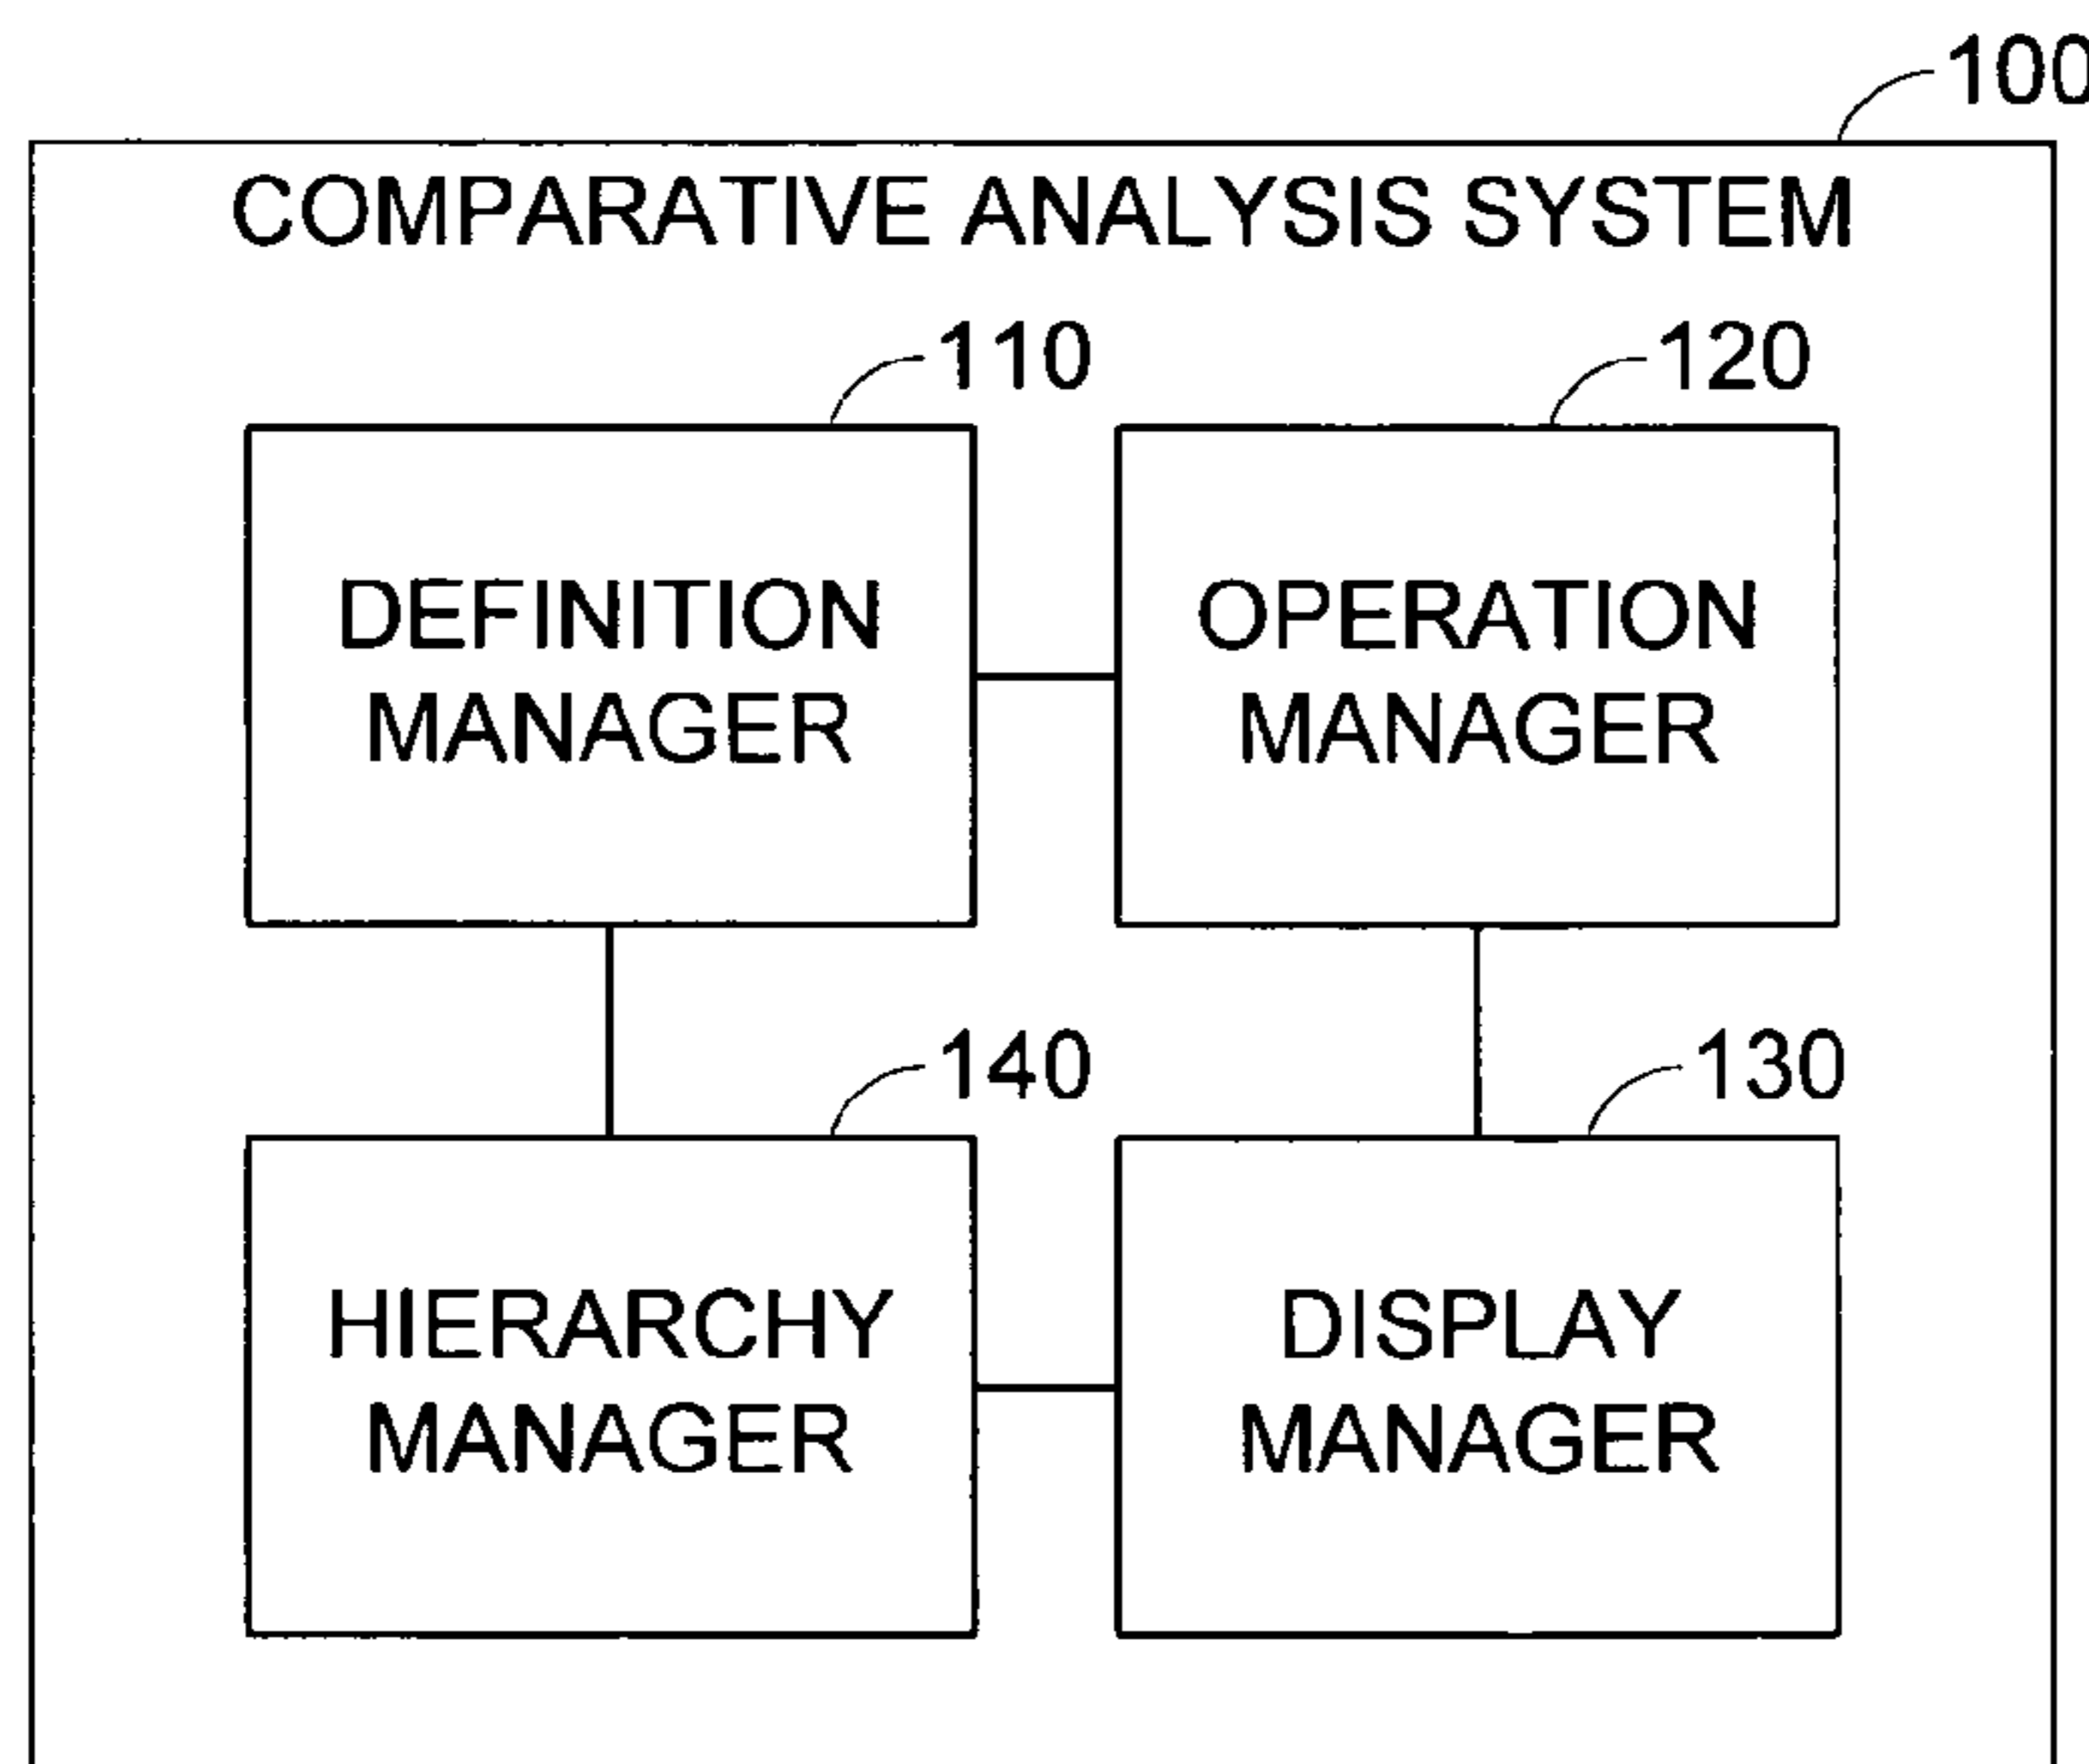 100
COMPARATIVE ANALYSIS SYSTEM
110
120
DEFINITION
MANAGER
OPERATION
MANAGER
140
130
HIERARCHY
MANAGER
DISPLAY
MANAGER